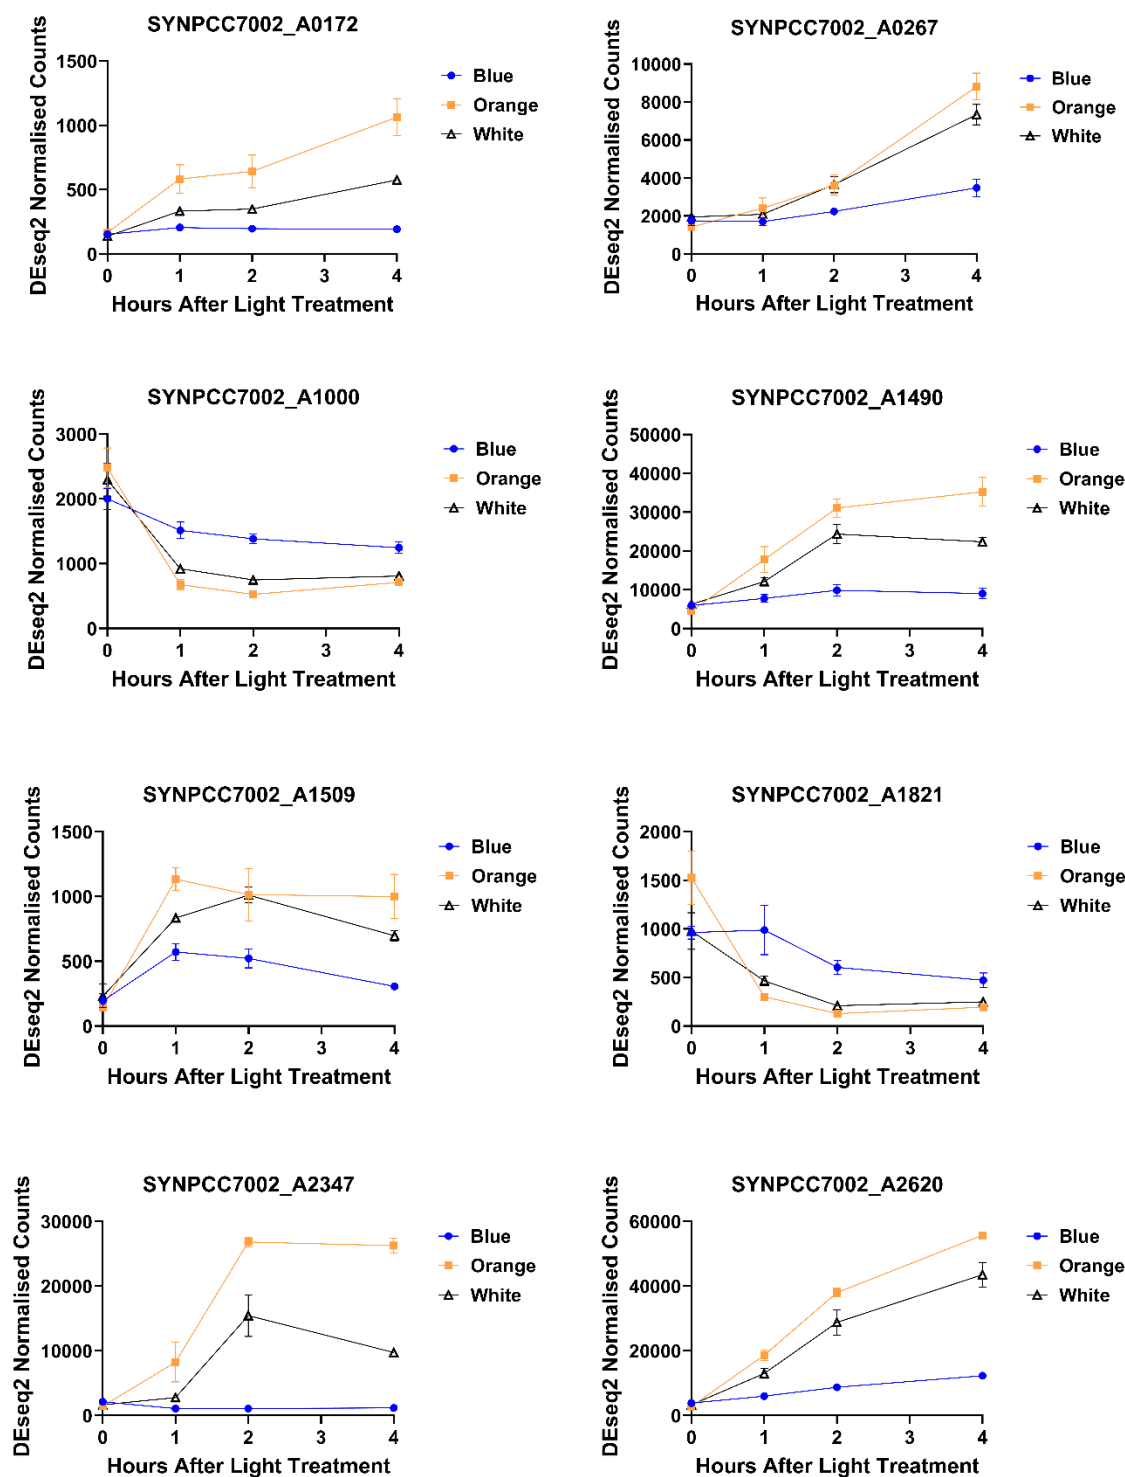 SYNPCC7002_A0172
DEseq2 Normalised Counts
1500
1000
500
0
0 1 2 3 4
Hours After Light Treatment
Blue
Orange
White
SYNPCC7002_A0267
DEseq2 Normalised Counts
10000
8000
6000
4000
2000
0
0 1 2 3 4
Hours After Light Treatment
Blue
Orange
White
SYNPCC7002_A1000
DEseq2 Normalised Counts
3000
2000
1000
0
0 1 2 3 4
Hours After Light Treatment
Blue
Orange
White
SYNPCC7002_A1490
DEseq2 Normalised Counts
50000
40000
30000
20000
10000
0
0 1 2 3 4
Hours After Light Treatment
Blue
Orange
White
SYNPCC7002_A1509
DEseq2 Normalised Counts
1500
1000
500
0
0 1 2 3 4
Hours After Light Treatment
Blue
Orange
White
SYNPCC7002_A1821
DEseq2 Normalised Counts
2000
1500
1000
500
0
0 1 2 3 4
Hours After Light Treatment
Blue
Orange
White
SYNPCC7002_A2347
DEseq2 Normalised Counts
30000
20000
10000
0
0 1 2 3 4
Hours After Light Treatment
Blue
Orange
White
SYNPCC7002_A2620
DEseq2 Normalised Counts
60000
40000
20000
0
0 1 2 3 4
Hours After Light Treatment
Blue
Orange
White